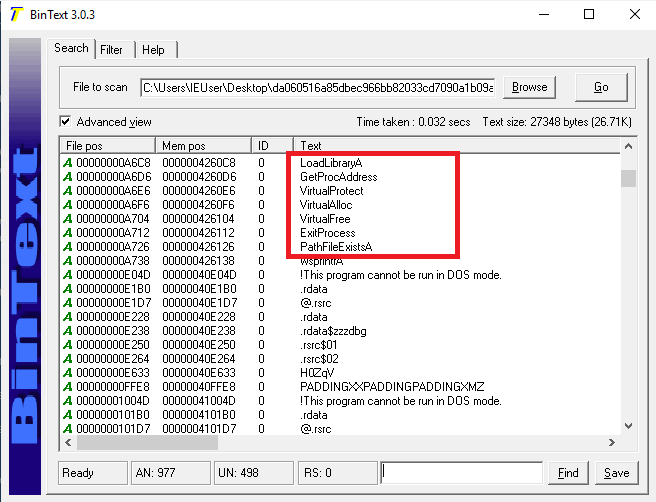 BinText 3.0.3
Search Filter Help
File to scan C:\Users\IEUser\Desktop\da060516a85dbec966bb82033cd7090a1b09a Browse Go
Advanced view Time taken : 0.032 secs Text size: 27348 bytes (26.71K)
File pos Mem pos ID Text
A 00000000A6C8 0000004260C8 0 LoadLibraryA
A 00000000A6D6 0000004260D6 0 GetProcAddress
A 00000000A6E6 0000004260E6 0 VirtualProtect
A 00000000A6F6 0000004260F6 0 VirtualAlloc
A 00000000A704 000000426104 0 VirtualFree
A 00000000A712 000000426112 0 ExitProcess
A 00000000A726 000000426126 0 PathFileExistsA
A 00000000A738 000000426138 0 wsprintfA
A 00000000E04D 00000040E04D 0 !This program cannot be run in DOS mode.
A 00000000E1B0 00000040E1B0 0 .rdata
A 00000000E1D7 00000040E1D7 0 @.rsrc
A 00000000E228 00000040E228 0 .rdata
A 00000000E238 00000040E238 0 .rdata$zzzdbg
A 00000000E250 00000040E250 0 .rsrc$01
A 00000000E264 00000040E264 0 .rsrc$02
A 00000000E633 00000040E633 0 H0ZqV
A 00000000FFE8 00000040FFE8 0 PADDINGXXPADDINGPADDINGXMZ
A 00000001004D 00000041004D 0 !This program cannot be run in DOS mode.
A 0000000101B0 0000004101B0 0 .rdata
A 0000000101D7 0000004101D7 0 @.rsrc
Ready AN: 977 UN: 498 RS: 0 Find Save
BinText